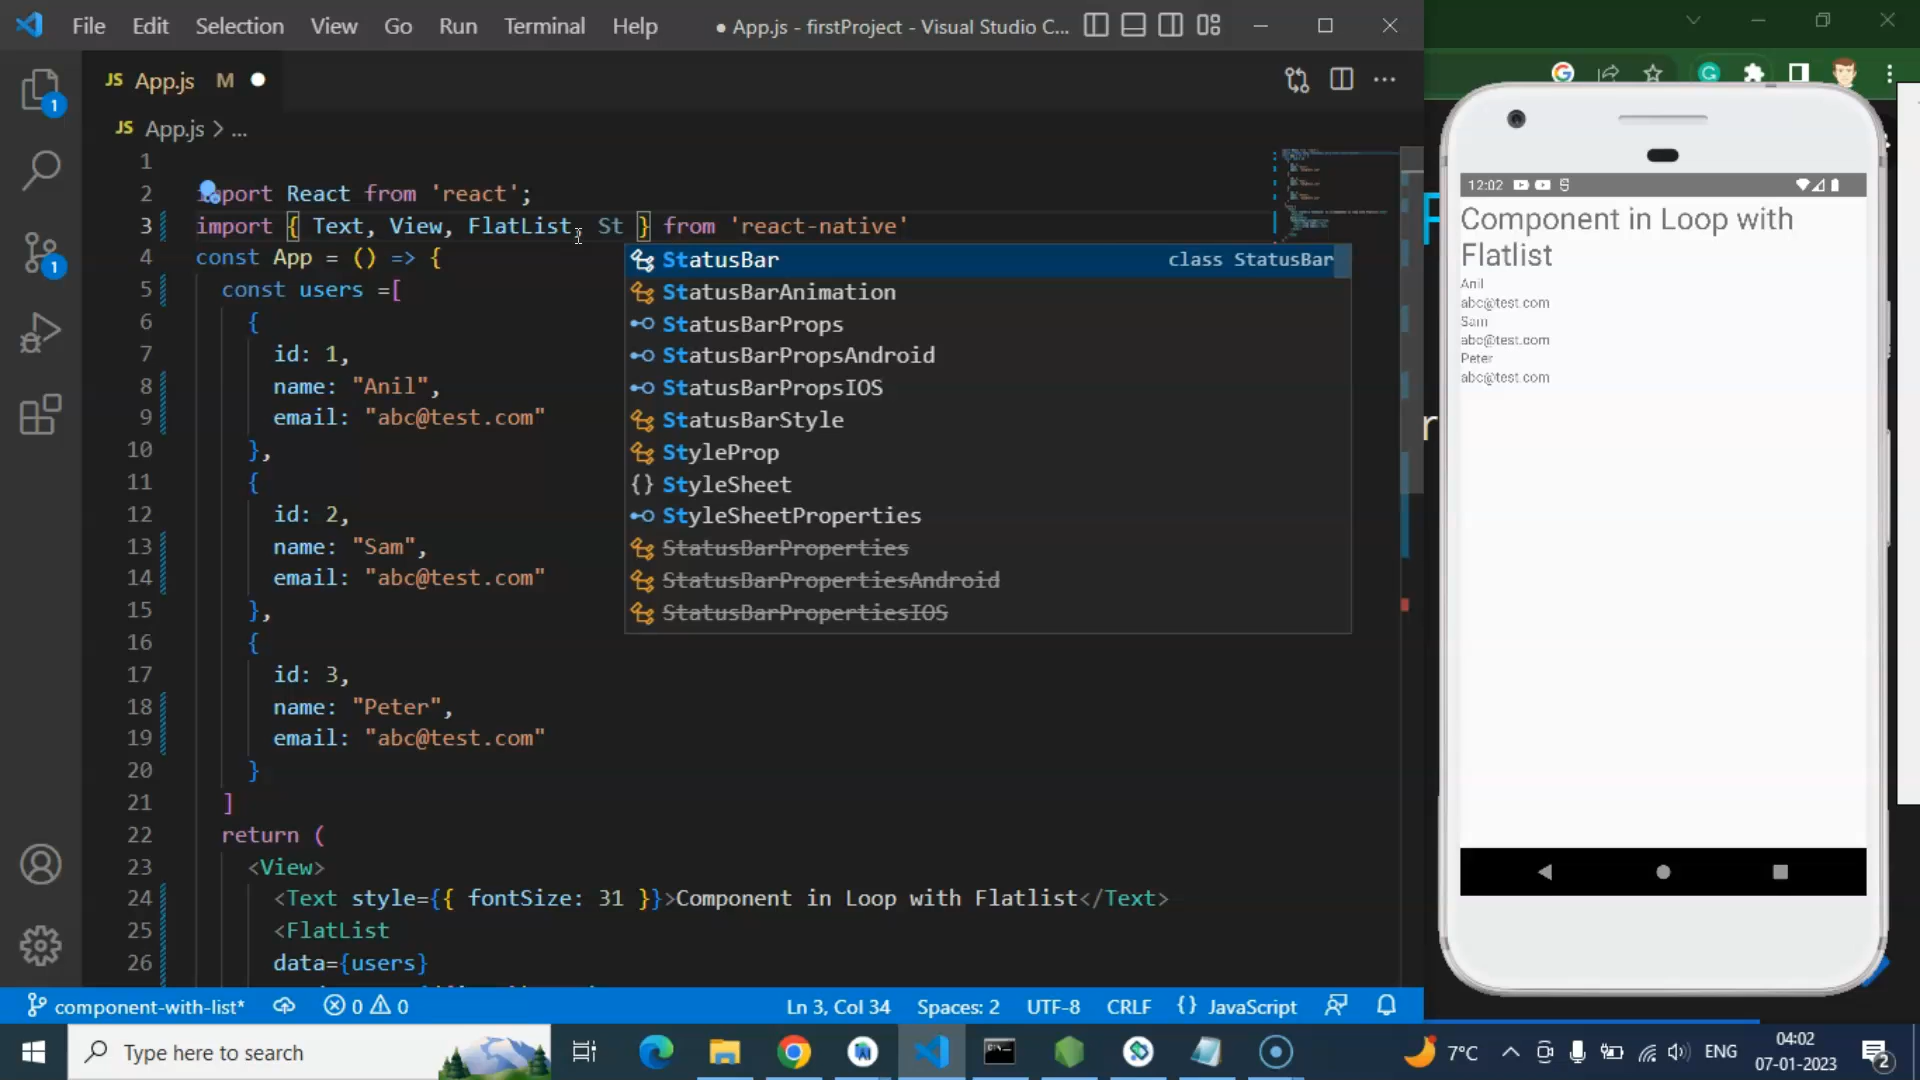 File Edit Selection View Go Run Terminal Help ● App.js - firstProject - Visual Studio C...
JS App.js M
JS App.js > ...
1
2 import React from 'react';
3 import { Text, View, FlatList, St } from 'react-native'
4 const App = () => {
5 const users =[
6 {
7 id: 1,
8 name: "Anil",
9 email: "abc@test.com"
10 },
11 {
12 id: 2,
13 name: "Sam",
14 email: "abc@test.com"
15 },
16 {
17 id: 3,
18 name: "Peter",
19 email: "abc@test.com"
20 }
21 ]
22 return (
23 <View>
24 <Text style={{ fontSize: 31 }}>Component in Loop with Flatlist</Text>
25 <FlatList
26 data={users}
StatusBar class StatusBar
StatusBarAnimation
StatusBarProps
StatusBarPropsAndroid
StatusBarPropsIOS
StatusBarStyle
StyleProp
StyleSheet
StyleSheetProperties
StatusBarProperties
StatusBarPropertiesAndroid
StatusBarPropertiesIOS
1
1
12:02
Component in Loop with
Flatlist
Anil
abc@test.com
Sam
abc@test.com
Peter
abc@test.com
component-with-list* 0 0 Ln 3, Col 34 Spaces: 2 UTF-8 CRLF {} JavaScript
Type here to search
7°C ENG 04:02
07-01-2023
2